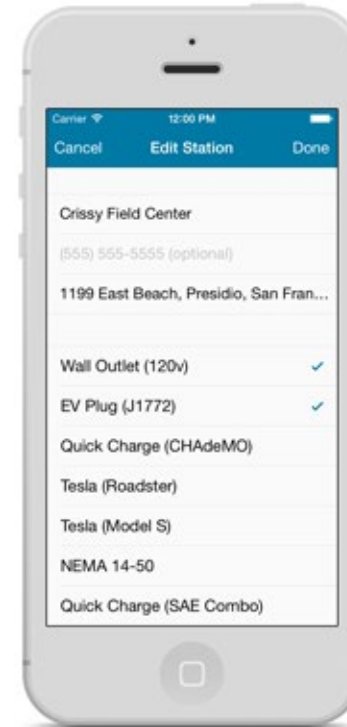 Carrier 12:00 PM
Cancel Edit Station Done
Crissy Field Center
(555) 555-5555 (optional)
1199 East Beach, Presidio, San Fran...
Wall Outlet (120v)
EV Plug (J1772)
Quick Charge (CHAdeMO)
Tesla (Roadster)
Tesla (Model S)
NEMA 14-50
Quick Charge (SAE Combo)